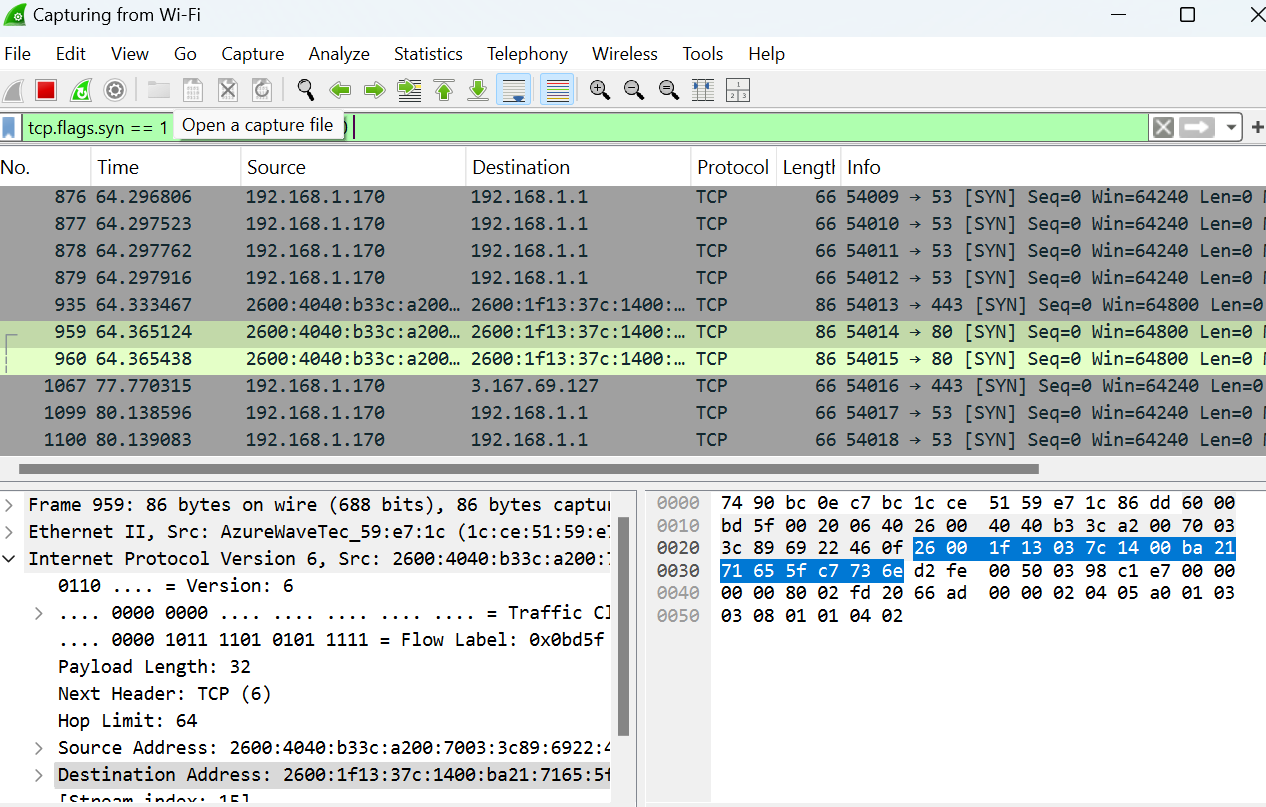 Capturing from Wi-Fi
File Edit View Go Capture Analyze Statistics Telephony Wireless Tools Help
tcp.flags.syn == 1 Open a capture file )
No. Time Source Destination Protocol Length Info
876 64.296806 192.168.1.170 192.168.1.1 TCP 66 54009 → 53 [SYN] Seq=0 Win=64240 Len=0
877 64.297523 192.168.1.170 192.168.1.1 TCP 66 54010 → 53 [SYN] Seq=0 Win=64240 Len=0
878 64.297762 192.168.1.170 192.168.1.1 TCP 66 54011 → 53 [SYN] Seq=0 Win=64240 Len=0
879 64.297916 192.168.1.170 192.168.1.1 TCP 66 54012 → 53 [SYN] Seq=0 Win=64240 Len=0
935 64.333467 2600:4040:b33c:a200… 2600:1f13:37c:1400:… TCP 86 54013 → 443 [SYN] Seq=0 Win=64800 Len=0
959 64.365124 2600:4040:b33c:a200… 2600:1f13:37c:1400:… TCP 86 54014 → 80 [SYN] Seq=0 Win=64800 Len=0
960 64.365438 2600:4040:b33c:a200… 2600:1f13:37c:1400:… TCP 86 54015 → 80 [SYN] Seq=0 Win=64800 Len=0
1067 77.770315 192.168.1.170 3.167.69.127 TCP 66 54016 → 443 [SYN] Seq=0 Win=64240 Len=0
1099 80.138596 192.168.1.170 192.168.1.1 TCP 66 54017 → 53 [SYN] Seq=0 Win=64240 Len=0
1100 80.139083 192.168.1.170 192.168.1.1 TCP 66 54018 → 53 [SYN] Seq=0 Win=64240 Len=0
Frame 959: 86 bytes on wire (688 bits), 86 bytes captur
Ethernet II, Src: AzureWaveTec_59:e7:1c (1c:ce:51:59:e7
Internet Protocol Version 6, Src: 2600:4040:b33c:a200:7
0110 .... = Version: 6
.... 0000 0000 .... .... .... .... .... = Traffic Cl
.... 0000 1011 1101 0101 1111 = Flow Label: 0x0bd5f
Payload Length: 32
Next Header: TCP (6)
Hop Limit: 64
Source Address: 2600:4040:b33c:a200:7003:3c89:6922:4
Destination Address: 2600:1f13:37c:1400:ba21:7165:5f
[Stream index: 15]
0000 74 90 bc 0e c7 bc 1c ce 51 59 e7 1c 86 dd 60 00
0010 bd 5f 00 20 06 40 26 00 40 40 b3 3c a2 00 70 03
0020 3c 89 69 22 46 0f 26 00 1f 13 03 7c 14 00 ba 21
0030 71 65 5f c7 73 6e d2 fe 00 50 03 98 c1 e7 00 00
0040 00 00 80 02 fd 20 66 ad 00 00 02 04 05 a0 01 03
0050 03 08 01 01 04 02